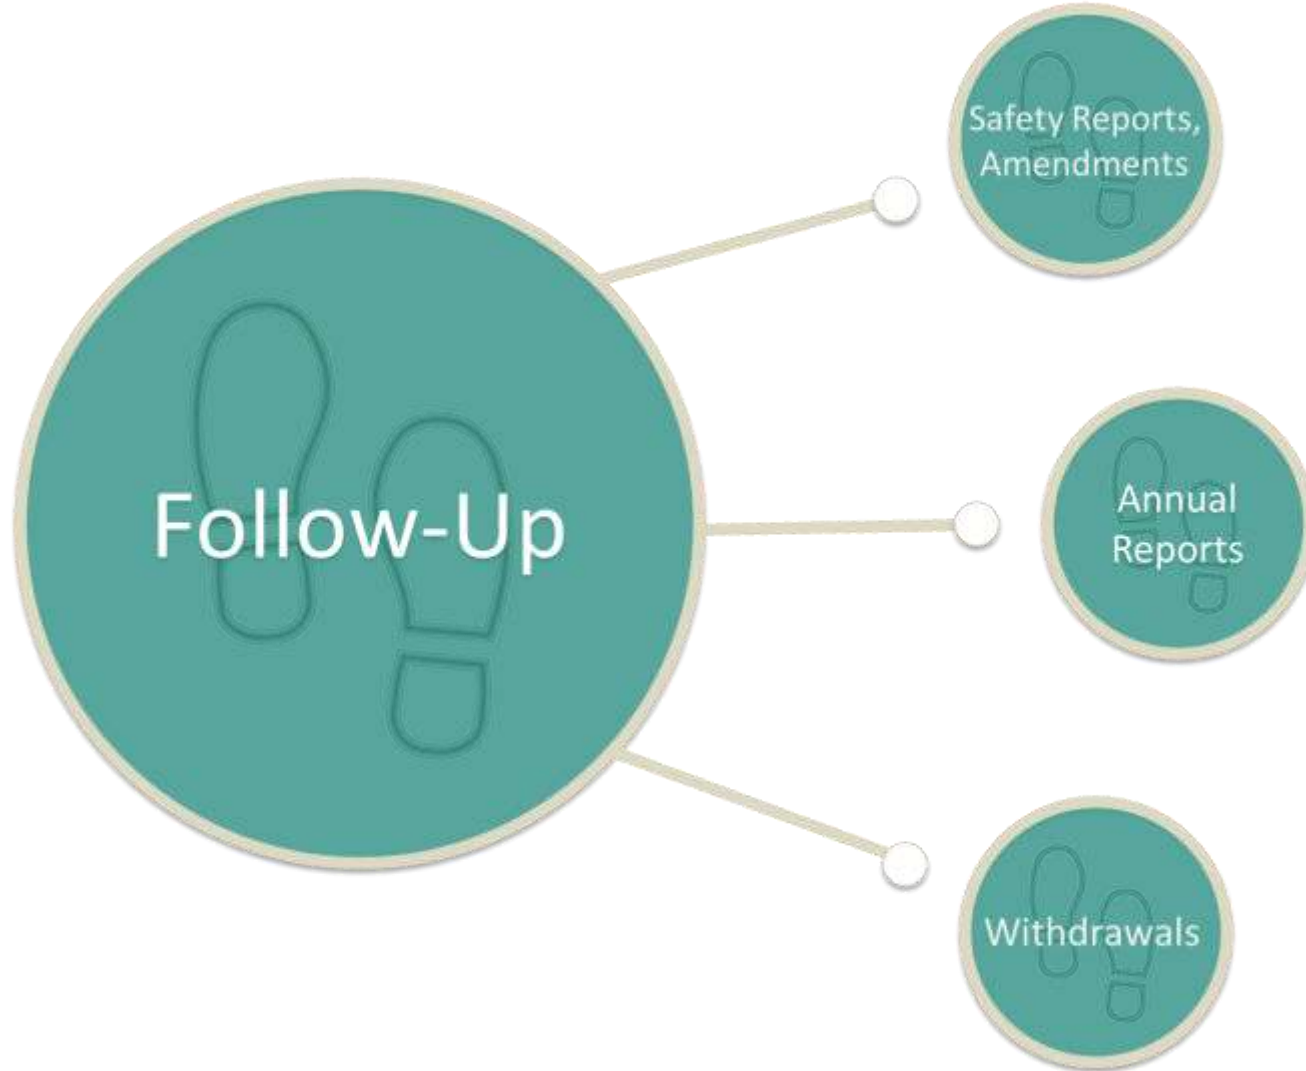 Safety Reports,
Amendments
Follow-Up
Annual
Reports
Withdrawals